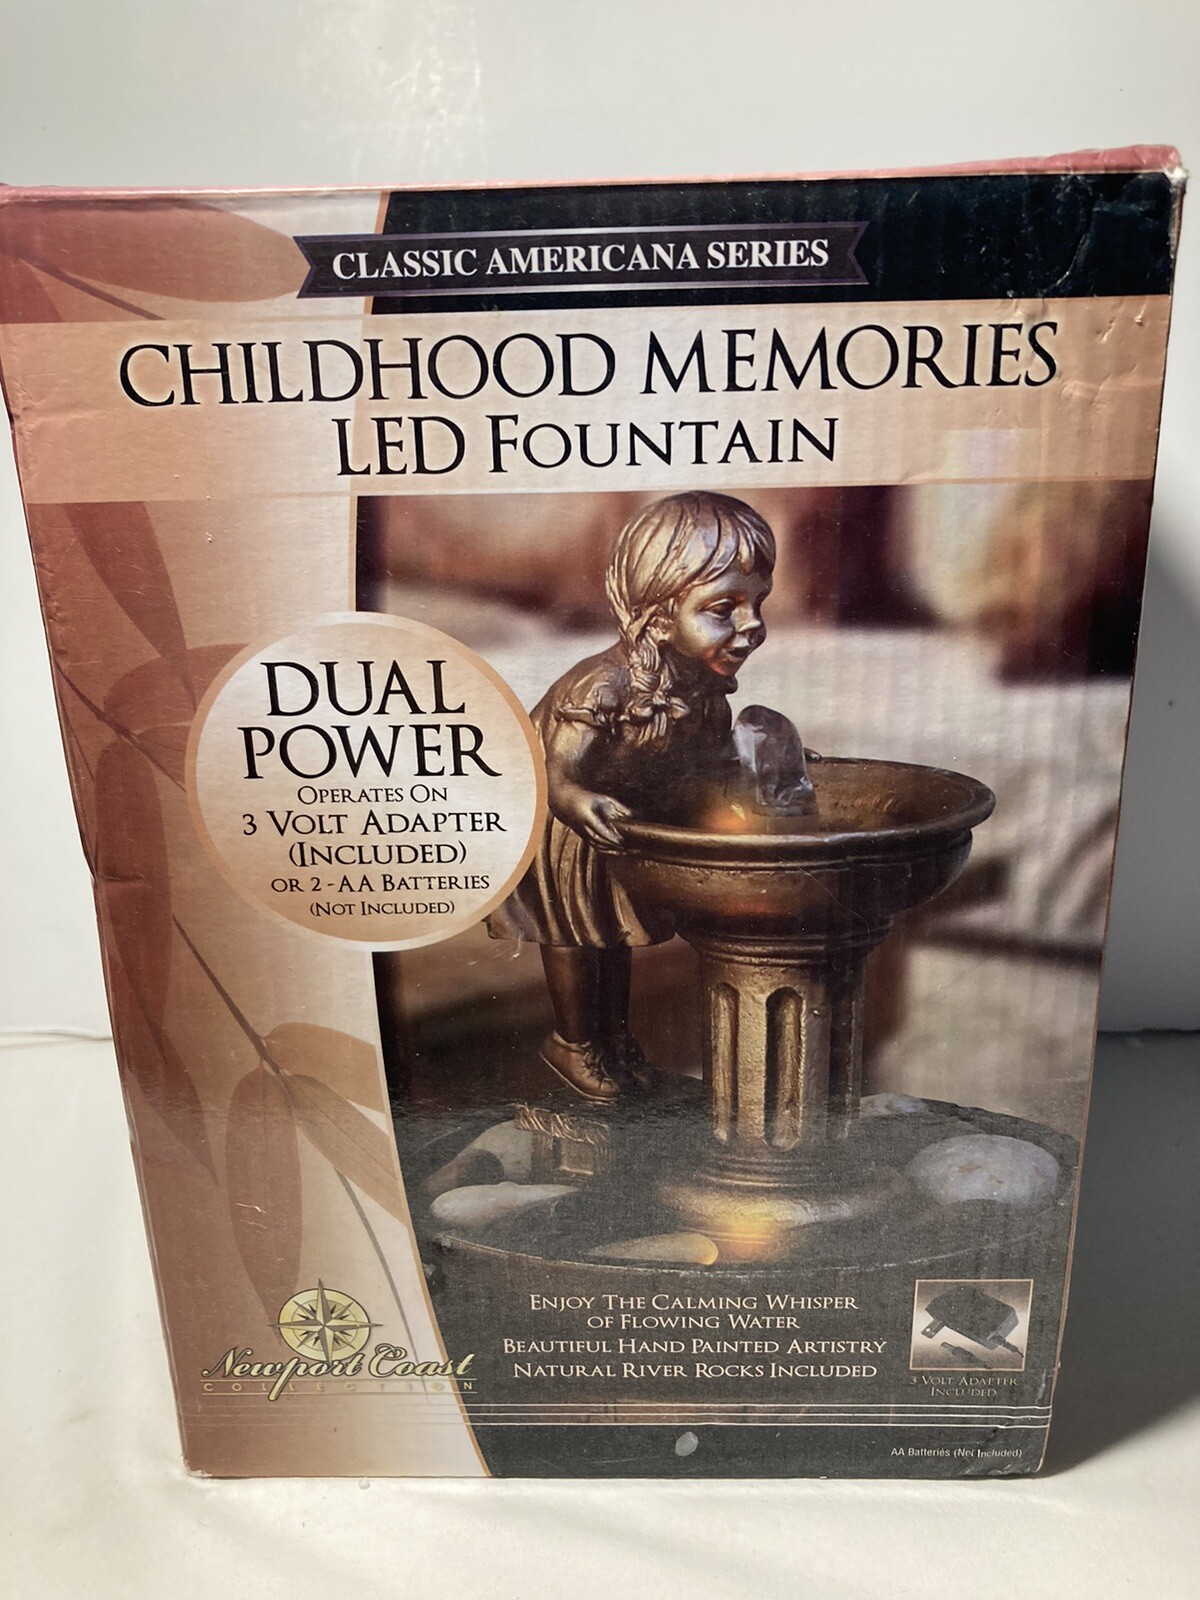 CLASSIC AMERICANA SERIES
CHILDHOOD MEMORIES
LED FOUNTAIN
DUAL
POWER
OPERATES ON
3 VOLT ADAPTER
(INCLUDED)
OR 2-AA BATTERIES
(NOT INCLUDED)
Newport Coast
COLLECTION
ENJOY THE CALMING WHISPER
OF FLOWING WATER
BEAUTIFUL HAND PAINTED ARTISTRY
NATURAL RIVER ROCKS INCLUDED
3 VOLT ADAPTER
INCLUDED
AA Batteries (Not Included)